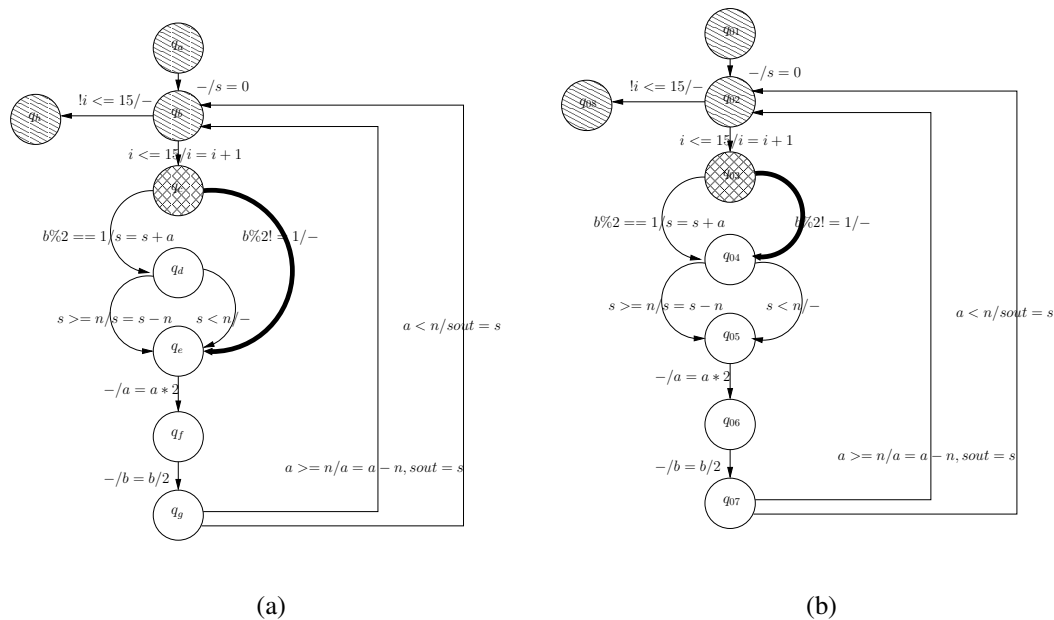 q_a
-/s = 0
!i <= 15/-
q_h
q_b
i <= 15/i = i + 1
q_c
b%2 == 1/s = s + a
b%2! = 1/-
q_d
s >= n/s = s - n
s < n/-
a < n/sout = s
q_e
-/a = a * 2
q_f
a >= n/a = a - n, sout = s
-/b = b/2
q_g
(a)
q_01
-/s = 0
!i <= 15/-
q_08
q_02
i <= 15/i = i + 1
q_03
b%2 == 1/s = s + a
b%2! = 1/-
q_04
s >= n/s = s - n
s < n/-
a < n/sout = s
q_05
-/a = a * 2
q_06
a >= n/a = a - n, sout = s
-/b = b/2
q_07
(b)